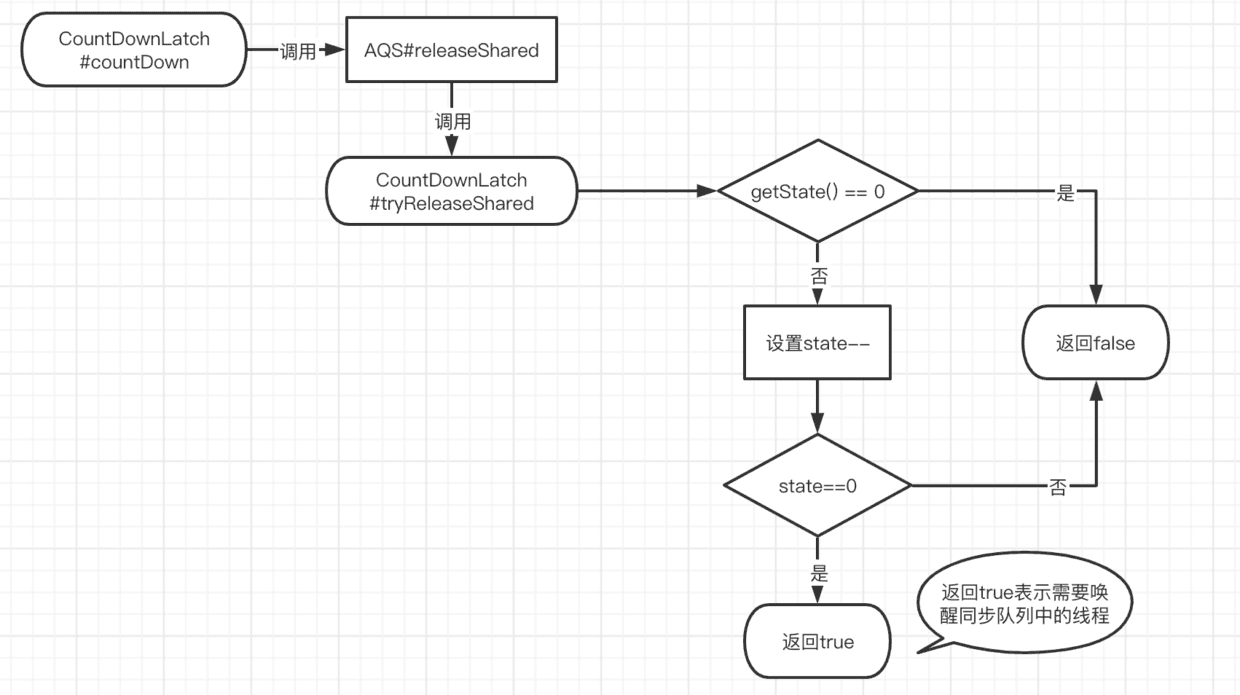 CountDownLatch
#countDown
调用
AQS#releaseShared
调用
CountDownLatch
#tryReleaseShared
getState() == 0
是
否
设置state--
返回false
state==0
否
是
返回true
返回true表示需要唤
醒同步队列中的线程